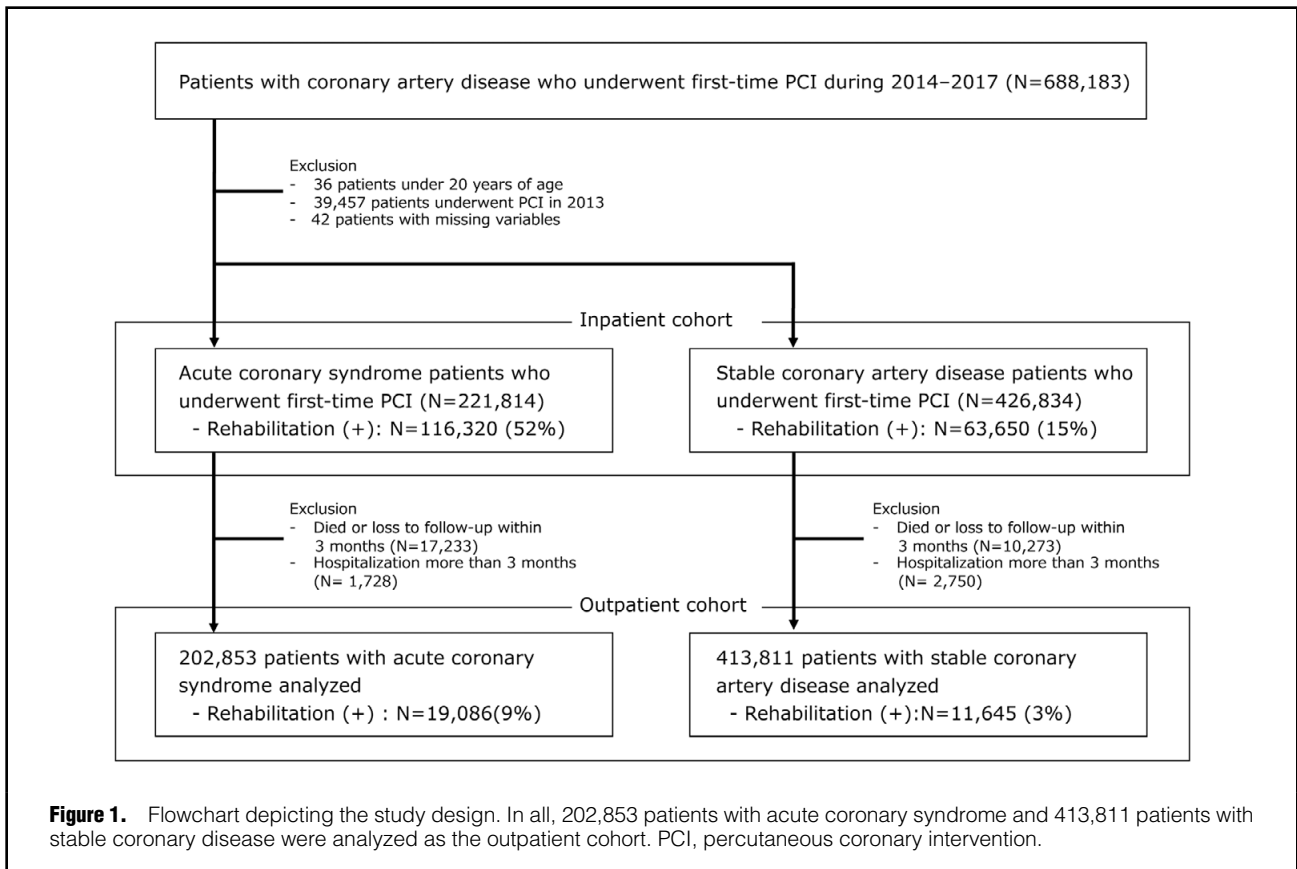 Patients with coronary artery disease who underwent first-time PCI during 2014–2017 (N=688,183)
Exclusion
- 36 patients under 20 years of age
- 39,457 patients underwent PCI in 2013
- 42 patients with missing variables
Inpatient cohort
Acute coronary syndrome patients who
underwent first-time PCI (N=221,814)
- Rehabilitation (+): N=116,320 (52%)
Stable coronary artery disease patients who
underwent first-time PCI (N=426,834)
- Rehabilitation (+): N=63,650 (15%)
Exclusion
- Died or loss to follow-up within
3 months (N=17,233)
- Hospitalization more than 3 months
(N= 1,728)
Exclusion
- Died or loss to follow-up within
3 months (N=10,273)
- Hospitalization more than 3 months
(N= 2,750)
Outpatient cohort
202,853 patients with acute coronary
syndrome analyzed
- Rehabilitation (+) : N=19,086(9%)
413,811 patients with stable coronary
artery disease analyzed
- Rehabilitation (+):N=11,645 (3%)
Figure 1. Flowchart depicting the study design. In all, 202,853 patients with acute coronary syndrome and 413,811 patients with
stable coronary disease were analyzed as the outpatient cohort. PCI, percutaneous coronary intervention.